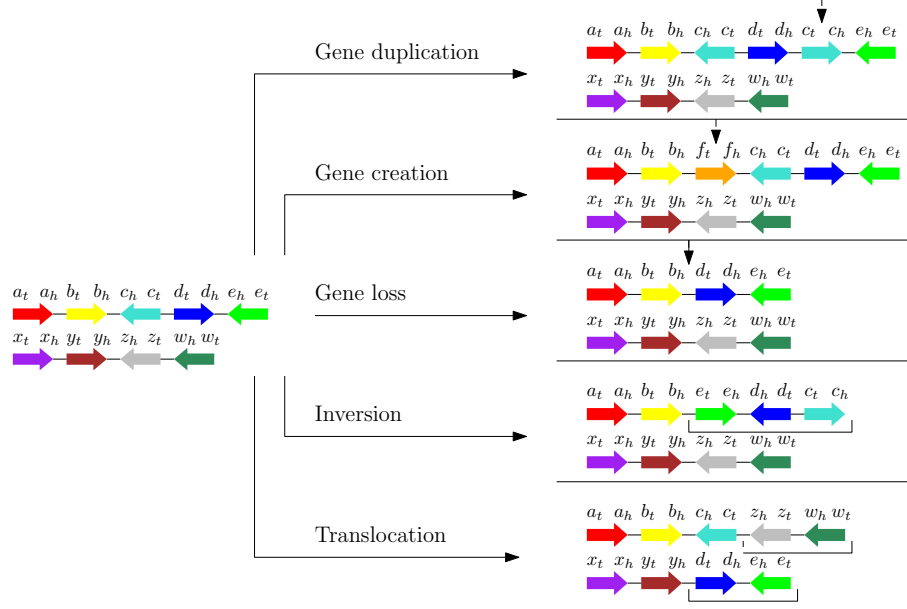 Gene duplication
a_t a_h b_t b_h c_h c_t d_t d_h c_t c_h e_h e_t
x_t x_h y_t y_h z_h z_t w_h w_t
Gene creation
a_t a_h b_t b_h f_t f_h c_h c_t d_t d_h e_h e_t
x_t x_h y_t y_h z_h z_t w_h w_t
a_t a_h b_t b_h c_h c_t d_t d_h e_h e_t
x_t x_h y_t y_h z_h z_t w_h w_t
Gene loss
a_t a_h b_t b_h d_t d_h e_h e_t
x_t x_h y_t y_h z_h z_t w_h w_t
Inversion
a_t a_h b_t b_h e_t e_h d_h d_t c_t c_h
x_t x_h y_t y_h z_h z_t w_h w_t
Translocation
a_t a_h b_t b_h c_h c_t z_h z_t w_h w_t
x_t x_h y_t y_h d_t d_h e_h e_t